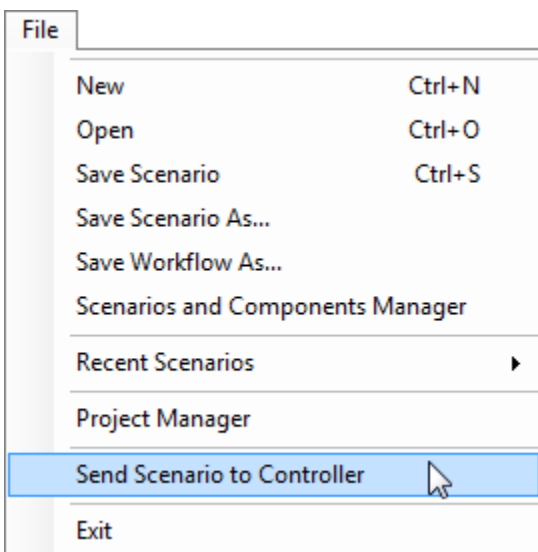 File
New Ctrl+N
Open Ctrl+O
Save Scenario Ctrl+S
Save Scenario As...
Save Workflow As...
Scenarios and Components Manager
Recent Scenarios
Project Manager
Send Scenario to Controller
Exit